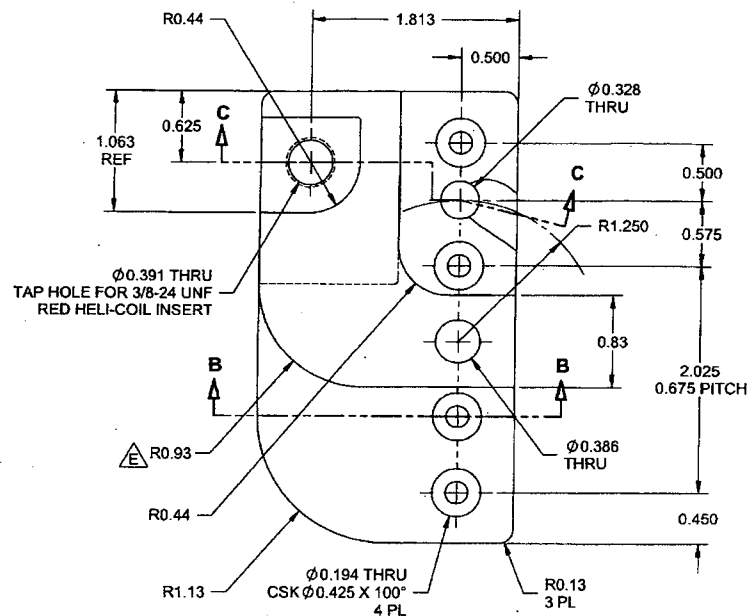 R0.44
1.813
0.500
Ø0.328
THRU
C
1.063
REF
0.625
0.500
C
0.575
R1.250
Ø0.391 THRU
TAP HOLE FOR 3/8-24 UNF
RED HELI-COIL INSERT
0.83
B
B
2.025
0.675 PITCH
E R0.93
Ø0.386
THRU
R0.44
0.450
R1.13
Ø0.194 THRU
CSK Ø0.425 X 100°
4 PL
R0.13
3 PL